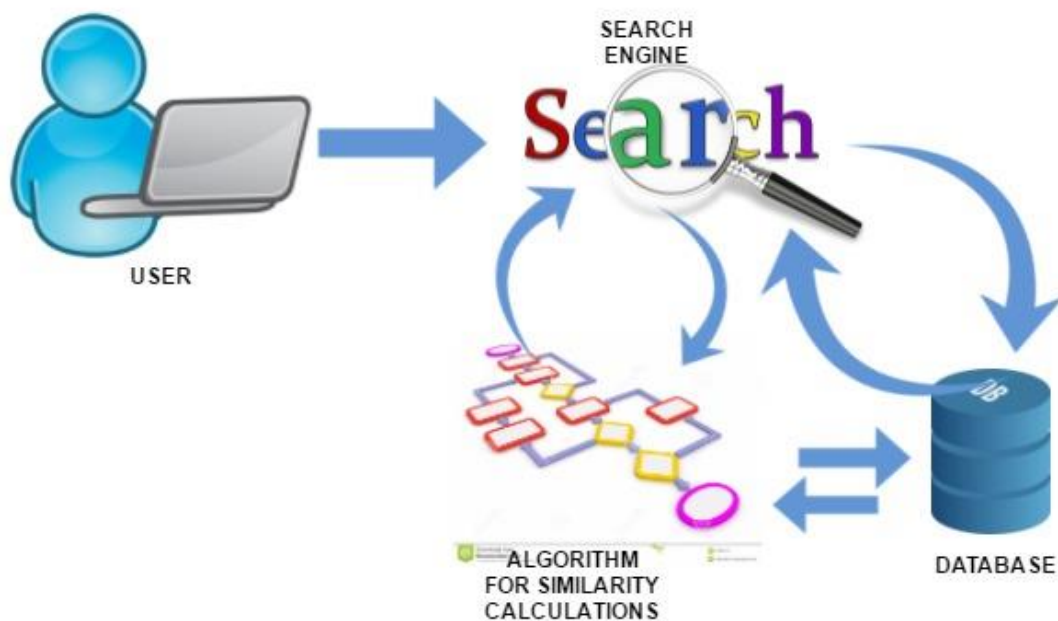 SEARCH
ENGINE
Search
USER
DB
DATABASE
ALGORITHM
FOR SIMILARITY
CALCULATIONS